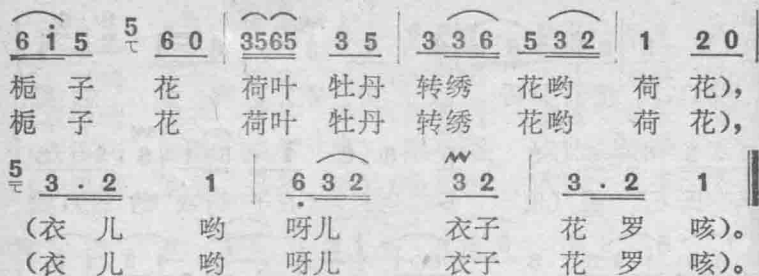 6 i 5 5 6 0 | 3565 3 5 | 3 3 6 5 3 2 | 1 2 0 |
栀 子 花 荷叶 牡丹 转绣 花哟 荷 花),
栀 子 花 荷叶 牡丹 转绣 花哟 荷 花),
5 3 . 2 1 | 6 3 2 3 2 | 3 . 2 1 ‖
(衣 儿 哟 呀儿 衣子 花 罗 咳)。
(衣 儿 哟 呀儿 衣子 花 罗 咳)。